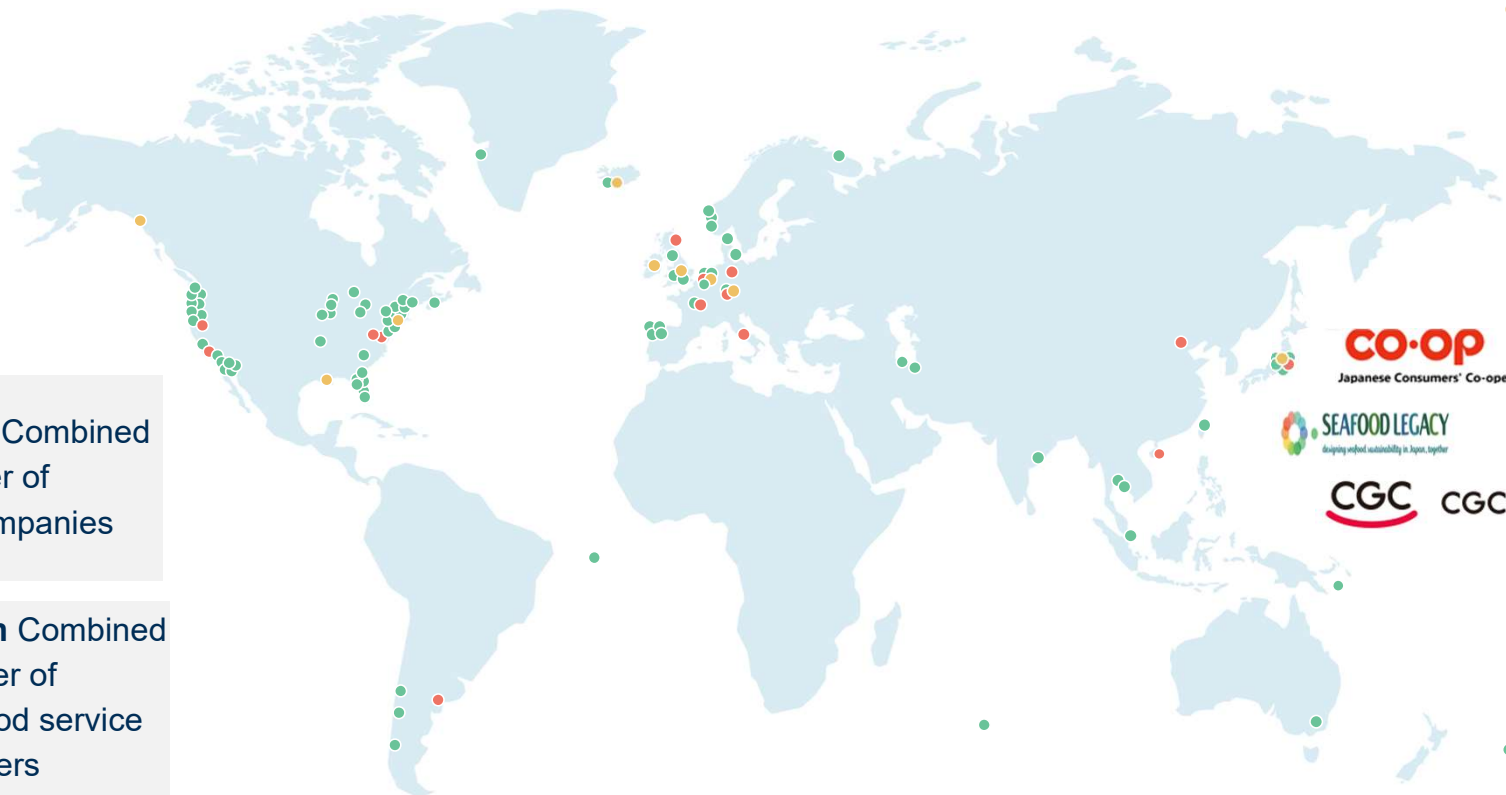 Combined
er of
mpanies
n Combined
er of
od service
ers
CO·OP
Japanese Consumers' Co-ope
SEAFOOD LEGACY
designing seafood sustainability in Japan, together
CGC CGC